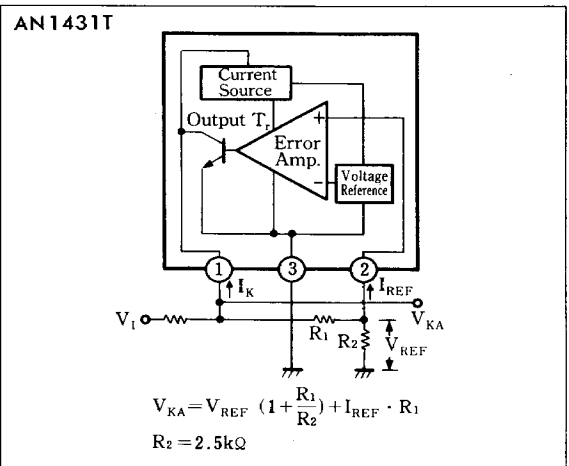 AN1431T
Current
Source
Output Tr
+
Error
Amp.
−
Voltage
Reference
1
3
2
IK
IREF
VI
R1
VKA
R2
VREF
VKA=VREF (1+R1/R2)+IREF · R1
R2=2.5kΩ